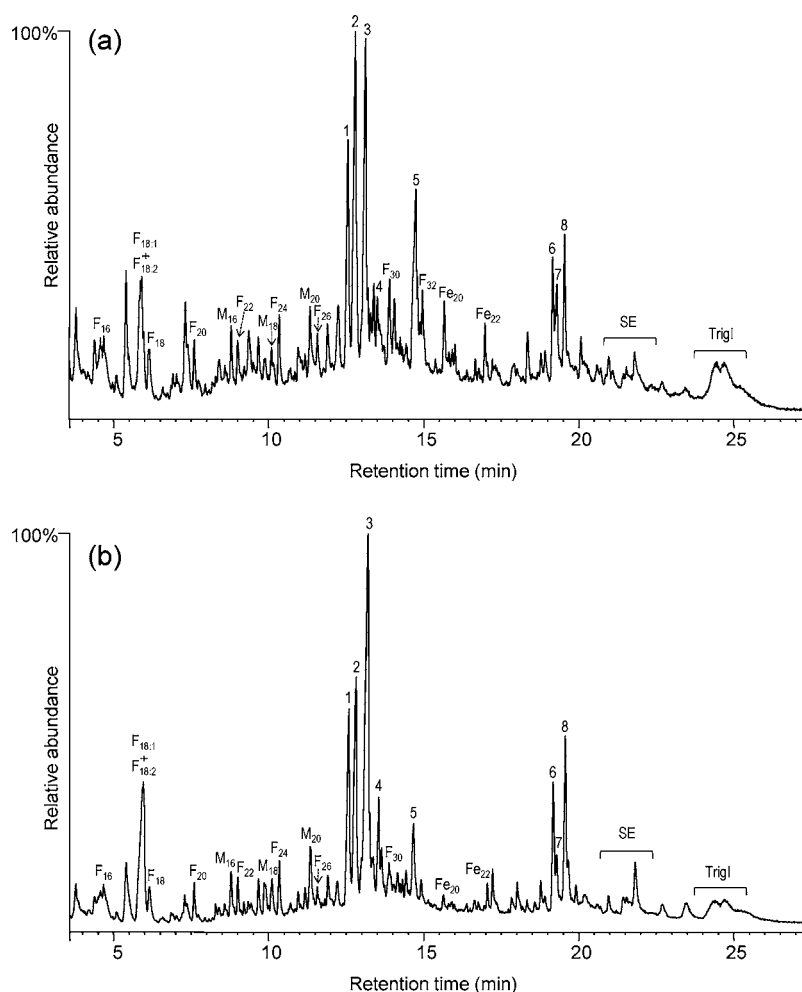 (a)
100%
Relative abundance
2
3
1
5
4
F18:1
+
F18:2
F16
F18
F20
M16
F22
M18
F24
M20
F26
F30
F32
Fe20
Fe22
6
7
8
SE
Trigl
5
10
15
20
25
Retention time (min)
(b)
100%
Relative abundance
3
2
1
4
5
F18:1
+
F18:2
F16
F18
F20
M16
F22
M18
F24
M20
F26
F30
Fe20
Fe22
6
7
8
SE
Trigl
5
10
15
20
25
Retention time (min)